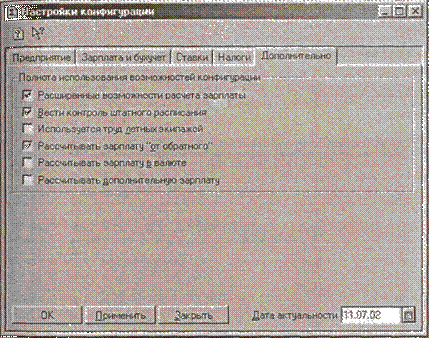 Настройки конфигурации
Предприятие Зарплата и бухучет Ставки Налоги Дополнительно
Полнота использования возможностей конфигурации
Расширенные возможности расчета зарплаты
Вести контроль штатного расписания
Используется труд летных экипажей
Рассчитывать зарплату "от обратного"
Рассчитывать зарплату в валюте
Рассчитывать дополнительную зарплату
OK Применить Закрыть Дата актуальности 11.07.02